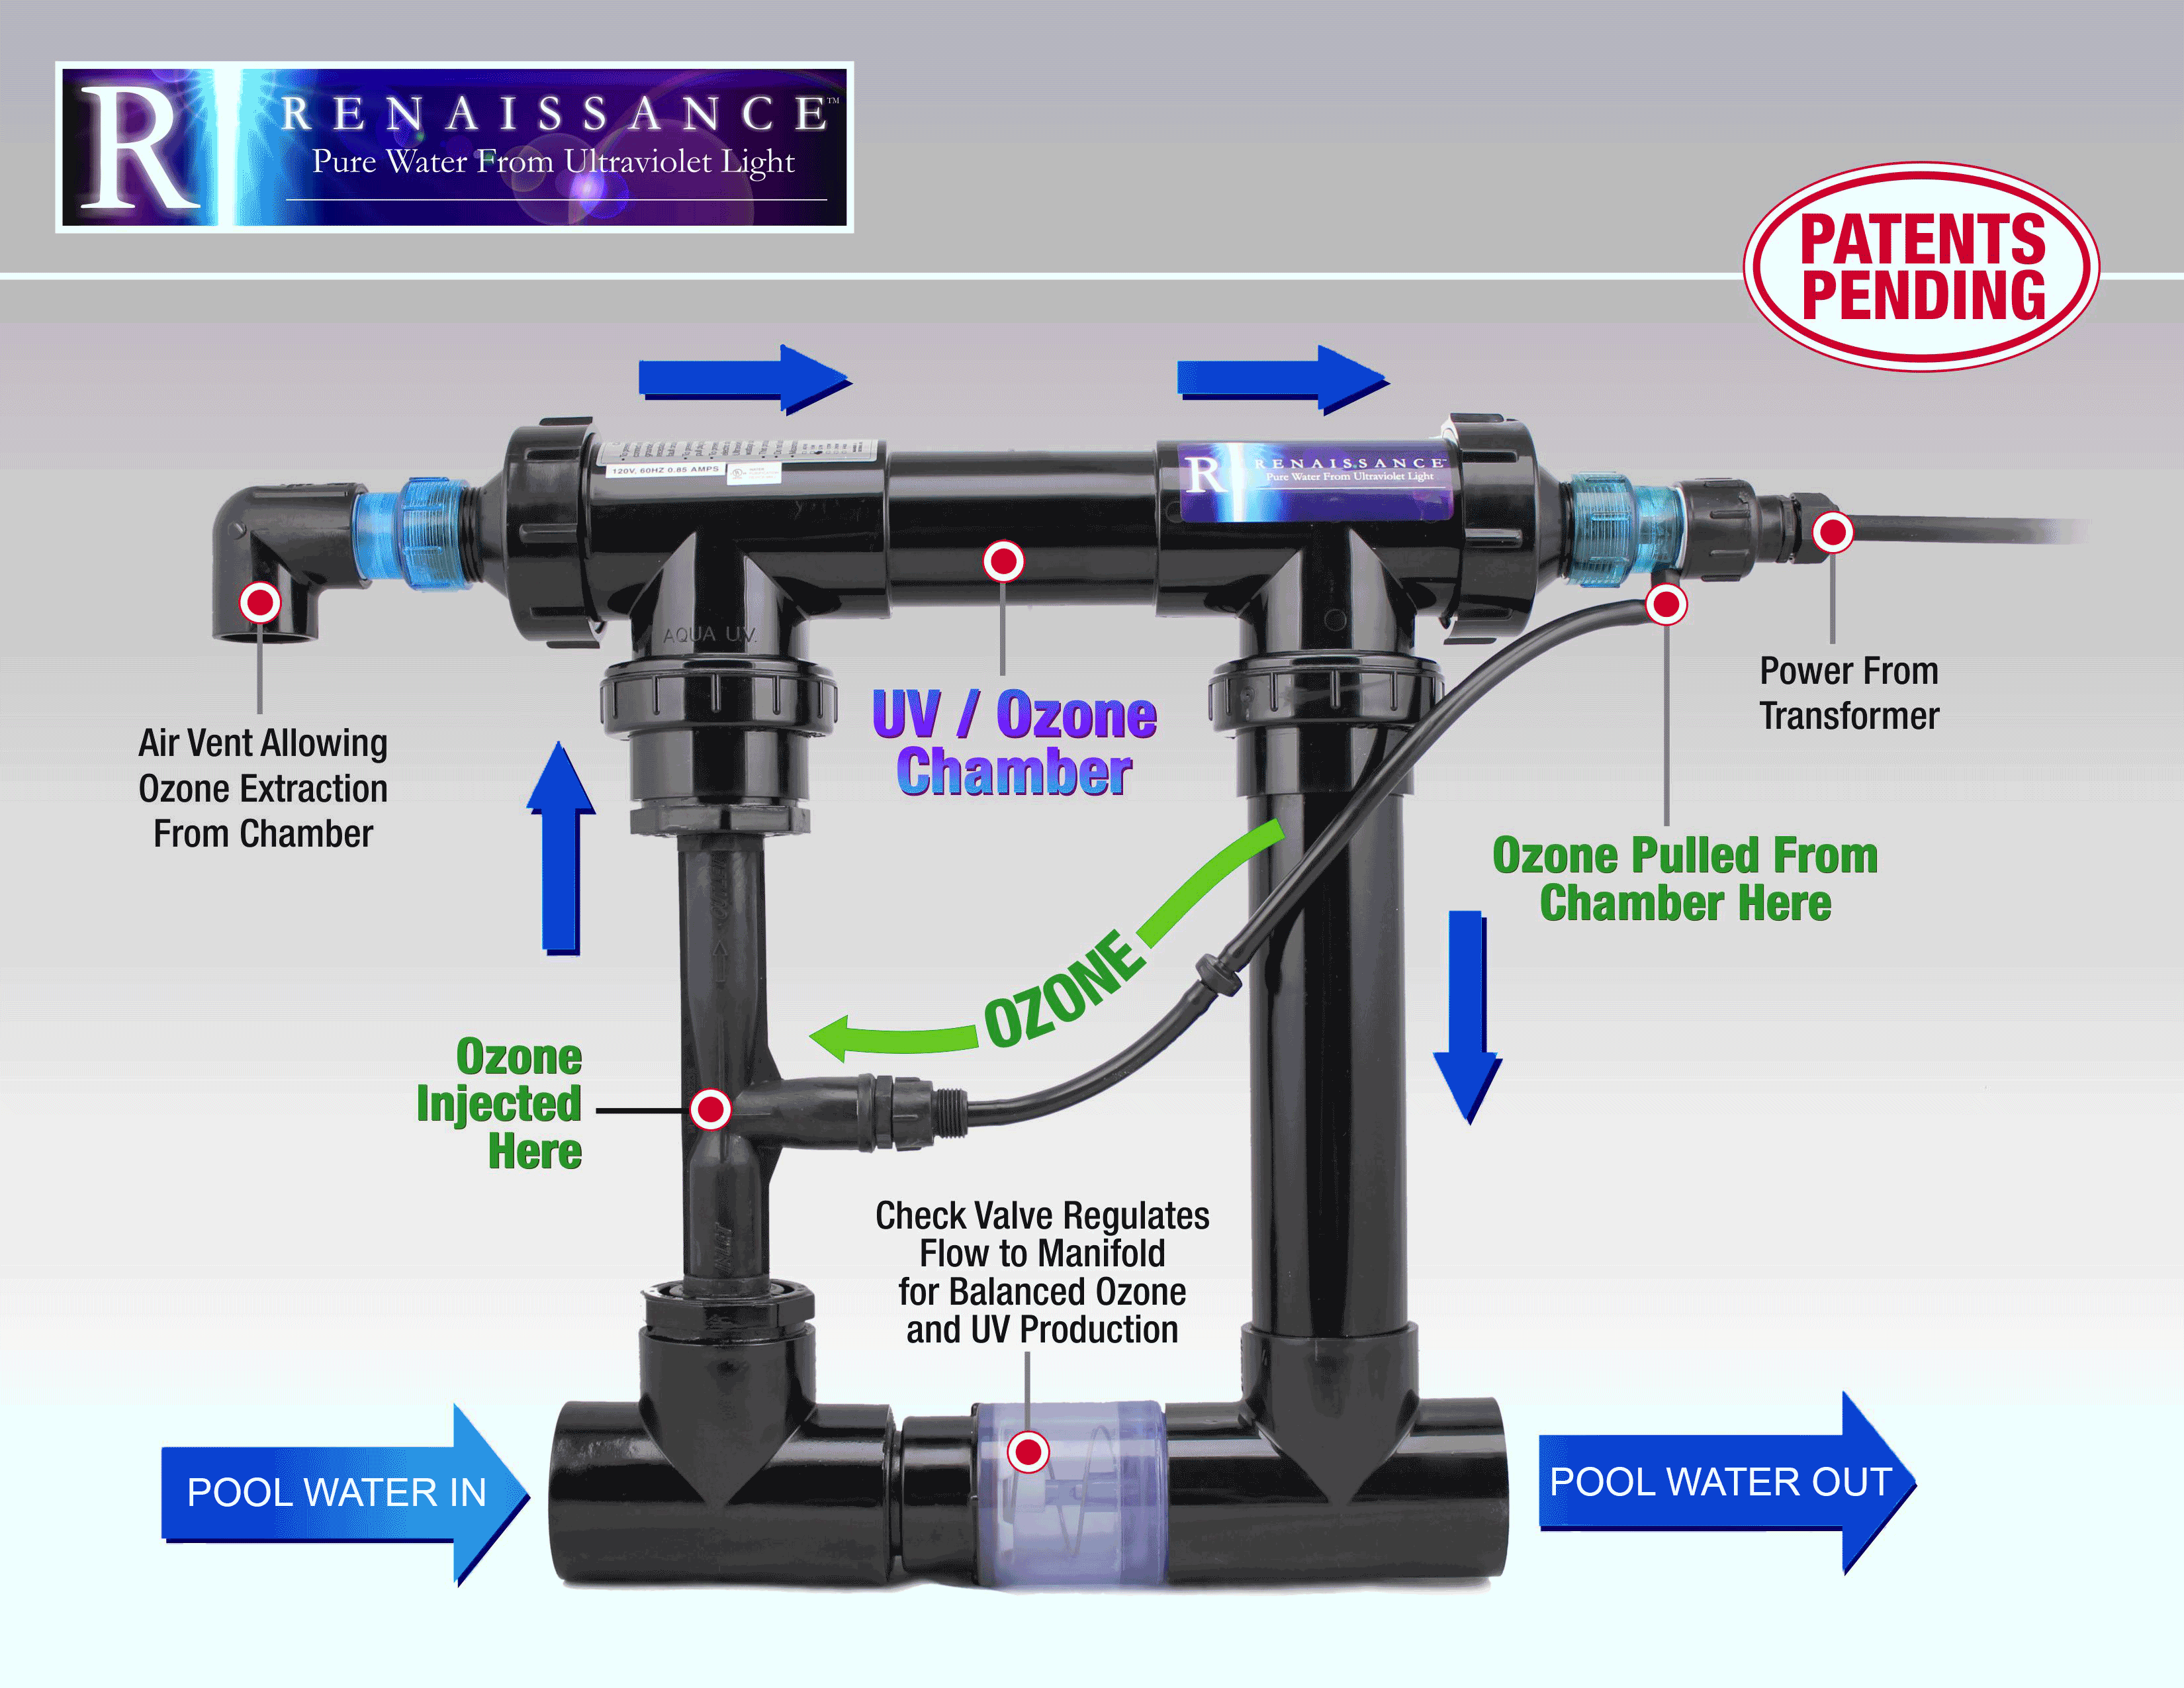 R
RENAISSANCE™
Pure Water From Ultraviolet Light
PATENTS
PENDING
120V, 60HZ 0.85 AMPS
R
RENAISSANCE
Pure Water From Ultraviolet Light
AQUA U.V.
Power From
Transformer
UV / Ozone
Chamber
Air Vent Allowing
Ozone Extraction
From Chamber
Ozone Pulled From
Chamber Here
OUTLET
OZONE
Ozone
Injected
Here
INLET
Check Valve Regulates
Flow to Manifold
for Balanced Ozone
and UV Production
POOL WATER IN
POOL WATER OUT